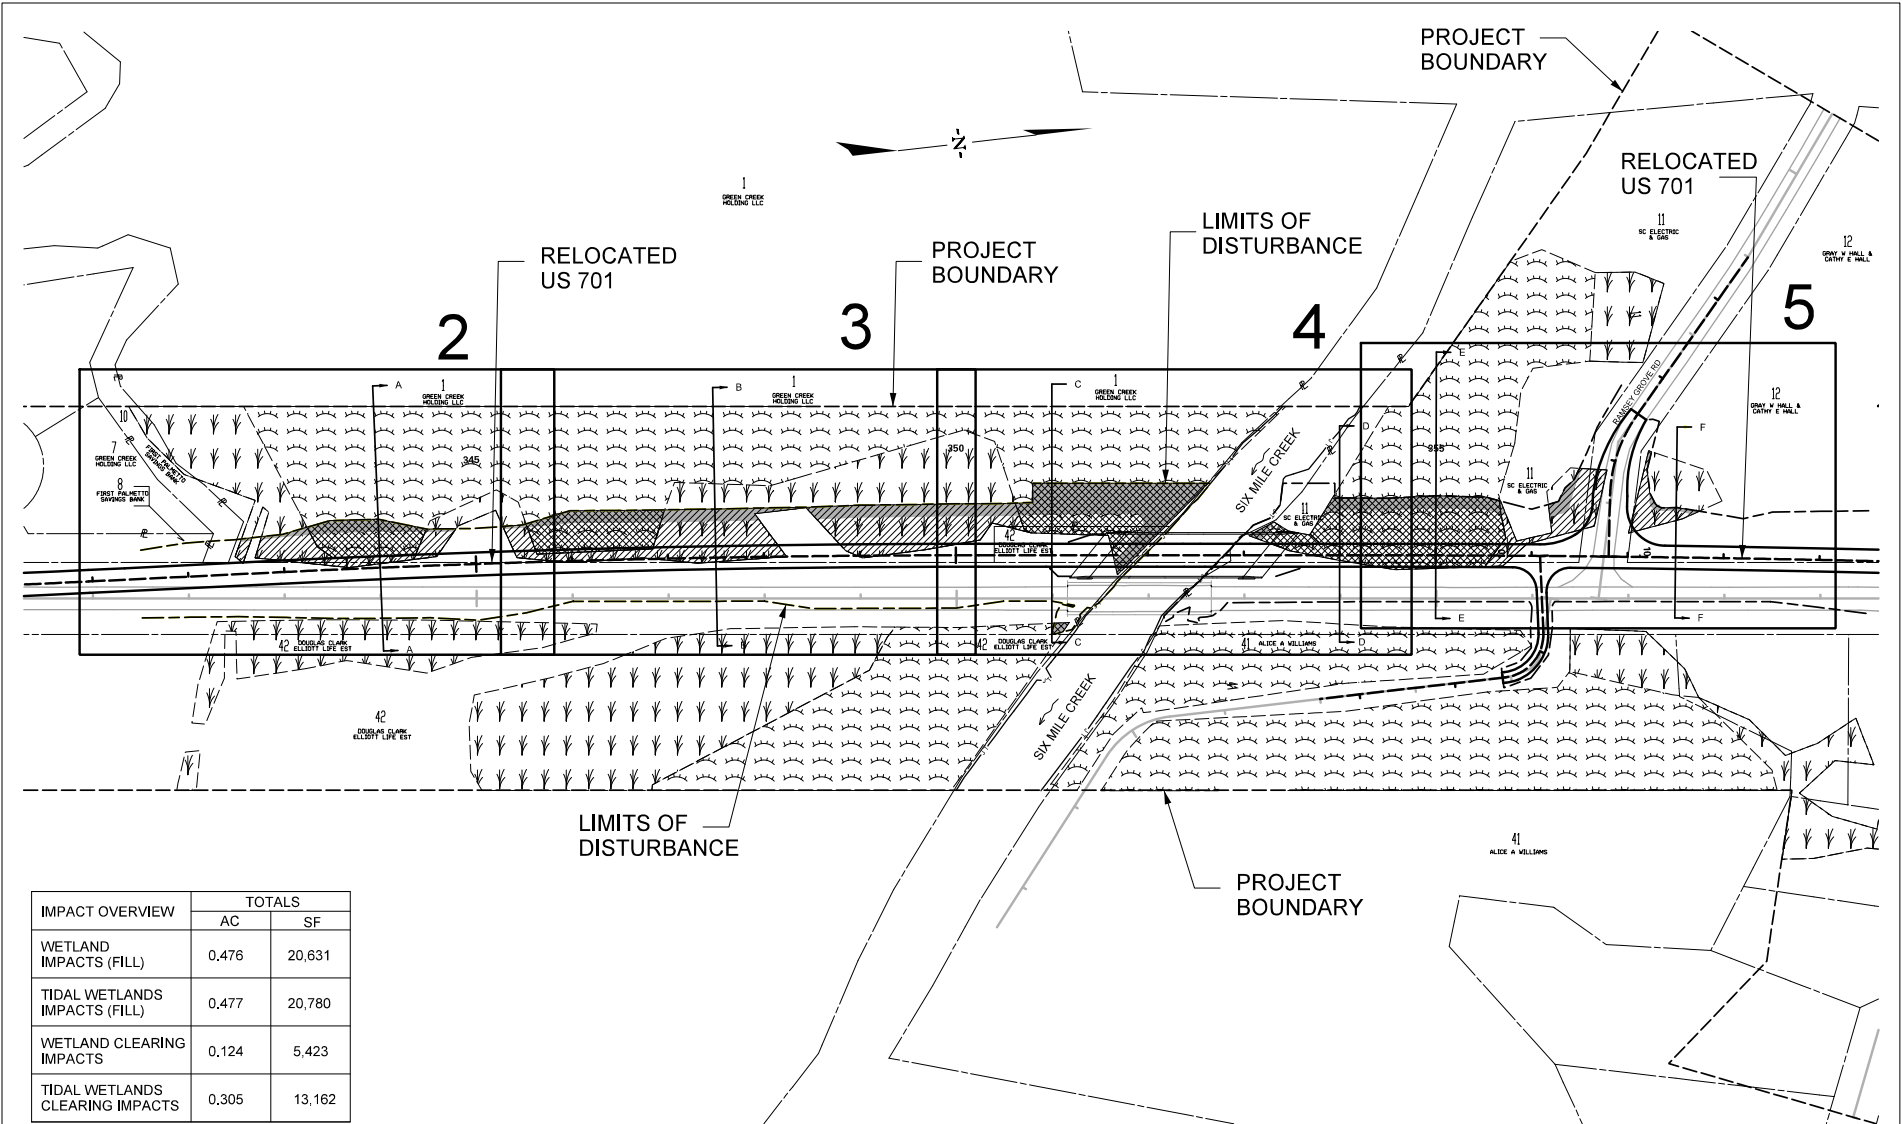 PROJECT
BOUNDARY
N
1
GREEN CREEK
HOLDING LLC
RELOCATED
US 701
11
SC ELECTRIC
& GAS
12
GRAY W HALL &
CATHY E HALL
LIMITS OF
DISTURBANCE
RELOCATED
US 701
PROJECT
BOUNDARY
2
3
4
5
A
1
GREEN CREEK
HOLDING LLC
B
1
GREEN CREEK
HOLDING LLC
C
1
GREEN CREEK
HOLDING LLC
E
RAMSEY GROVE RD
12
GRAY W HALL &
CATHY E HALL
10
7
GREEN CREEK
HOLDING LLC
FIRST PALMETTO
SAVINGS BANK
8
FIRST PALMETTO
SAVINGS BANK
345
350
355
D
F
SIX MILE CREEK
11
SC ELECTRIC
& GAS
11
SC ELECTRIC
& GAS
42
DOUGLAS CLARK
ELLIOTT LIFE EST
10
42 DOUGLAS CLARK
ELLIOTT LIFE EST
A
B
42 DOUGLAS CLARK
ELLIOTT LIFE EST
C
41 ALICE A WILLIAMS
D
E
F
42
DOUGLAS CLARK
ELLIOTT LIFE EST
SIX MILE CREEK
LIMITS OF
DISTURBANCE
41
ALICE A WILLIAMS
PROJECT
BOUNDARY
IMPACT OVERVIEW
TOTALS
AC SF
WETLAND
IMPACTS (FILL) 0.476 20,631
TIDAL WETLANDS
IMPACTS (FILL) 0.477 20,780
WETLAND CLEARING
IMPACTS 0.124 5,423
TIDAL WETLANDS
CLEARING IMPACTS 0.305 13,162